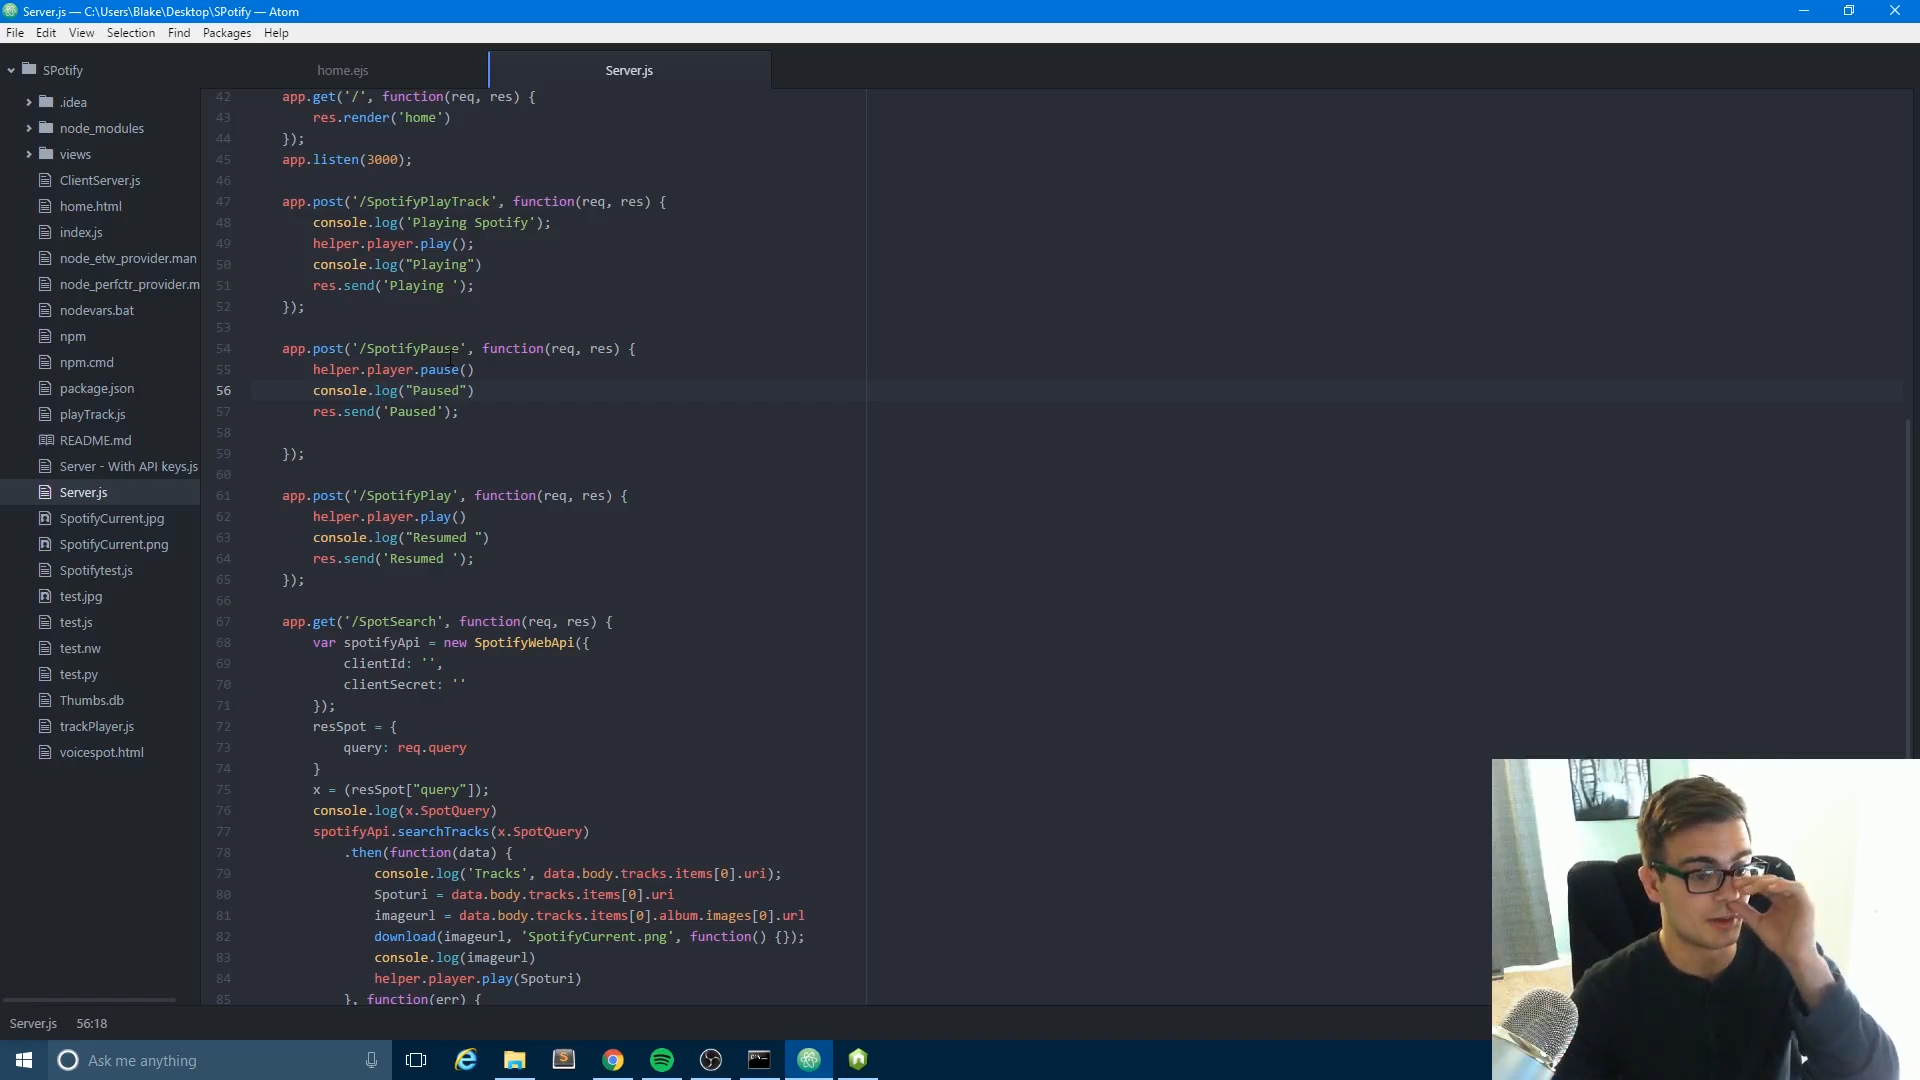 Server.js — C:\Users\Blake\Desktop\SPotify — Atom
File Edit View Selection Find Packages Help
SPotify
.idea
node_modules
views
ClientServer.js
home.html
index.js
node_etw_provider.man
node_perfctr_provider.m
nodevars.bat
npm
npm.cmd
package.json
playTrack.js
README.md
Server - With API keys.js
Server.js
SpotifyCurrent.jpg
SpotifyCurrent.png
Spotifytest.js
test.jpg
test.js
test.nw
test.py
Thumbs.db
trackPlayer.js
voicespot.html
home.ejs Server.js
42 app.get('/', function(req, res) {
43 res.render('home')
44 });
45 app.listen(3000);
46
47 app.post('/SpotifyPlayTrack', function(req, res) {
48 console.log('Playing Spotify');
49 helper.player.play();
50 console.log("Playing")
51 res.send('Playing ');
52 });
53
54 app.post('/SpotifyPause', function(req, res) {
55 helper.player.pause()
56 console.log("Paused")
57 res.send('Paused');
58
59 });
60
61 app.post('/SpotifyPlay', function(req, res) {
62 helper.player.play()
63 console.log("Resumed ")
64 res.send('Resumed ');
65 });
66
67 app.get('/SpotSearch', function(req, res) {
68 var spotifyApi = new SpotifyWebApi({
69 clientId: '',
70 clientSecret: ''
71 });
72 resSpot = {
73 query: req.query
74 }
75 x = (resSpot["query"]);
76 console.log(x.SpotQuery)
77 spotifyApi.searchTracks(x.SpotQuery)
78 .then(function(data) {
79 console.log('Tracks', data.body.tracks.items[0].uri);
80 Spoturi = data.body.tracks.items[0].uri
81 imageurl = data.body.tracks.items[0].album.images[0].url
82 download(imageurl, 'SpotifyCurrent.png', function() {});
83 console.log(imageurl)
84 helper.player.play(Spoturi)
85 }, function(err) {
Server.js 56:18
Ask me anything